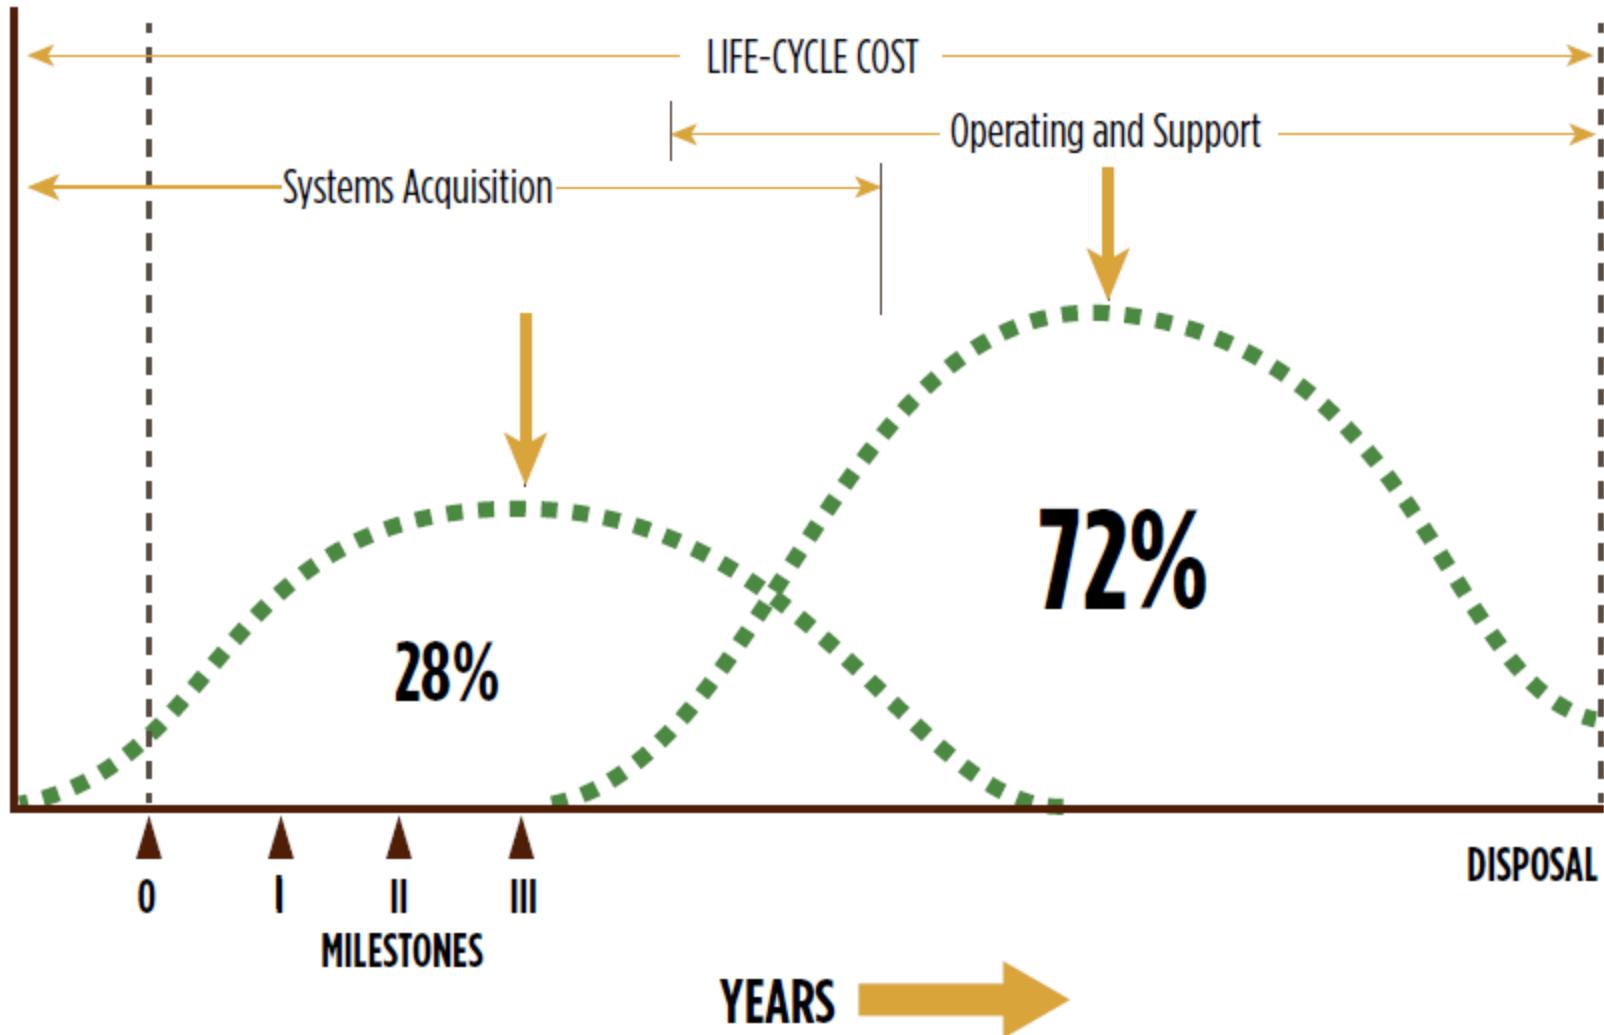 LIFE-CYCLE COST
Operating and Support
Systems Acquisition
72%
28%
0 I II III
DISPOSAL
MILESTONES
YEARS